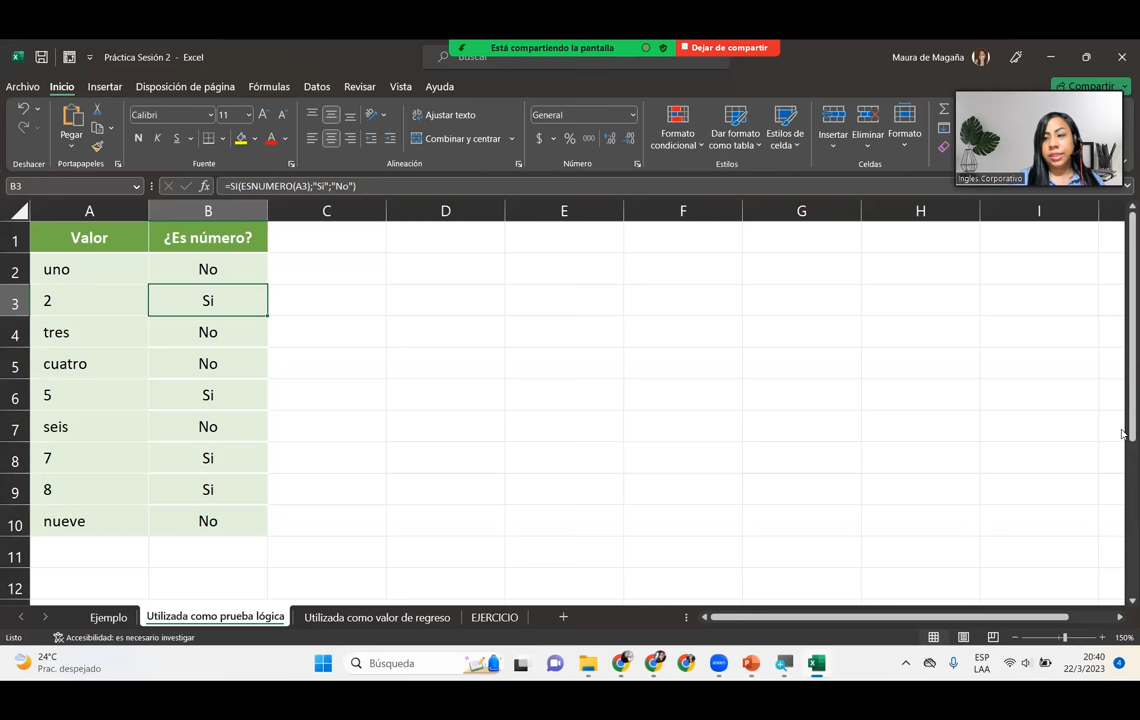 Está compartiendo la pantalla
Dejar de compartir
Práctica Sesión 2 - Excel
Buscar
Maura de Magaña
Archivo Inicio Insertar Disposición de página Fórmulas Datos Revisar Vista Ayuda
Compartir
Pegar
Calibri 11
N K S
Ajustar texto
Combinar y centrar
General
$ % 000
Formato condicional
Dar formato como tabla
Estilos de celda
Insertar Eliminar Formato
Deshacer Portapapeles Fuente Alineación Número Estilos Celdas
Ingles Corporativo
B3 fx =SI(ESNUMERO(A3);"Si";"No")
A B C D E F G H I
1 Valor ¿Es número?
2 uno No
3 2 Si
4 tres No
5 cuatro No
6 5 Si
7 seis No
8 7 Si
9 8 Si
10 nueve No
11
12
Ejemplo Utilizada como prueba lógica Utilizada como valor de regreso EJERCICIO
Listo Accesibilidad: es necesario investigar 150%
24°C
Prac. despejado
Búsqueda
zoom
ESP
LAA
20:40
22/3/2023
4